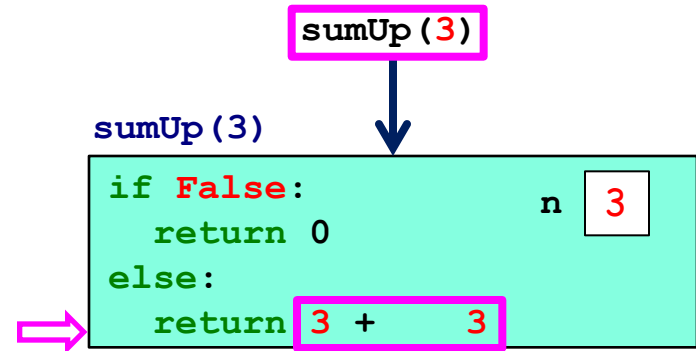 sumUp(3)
sumUp(3)
if False:
n 3
return 0
else:
return 3 + 3